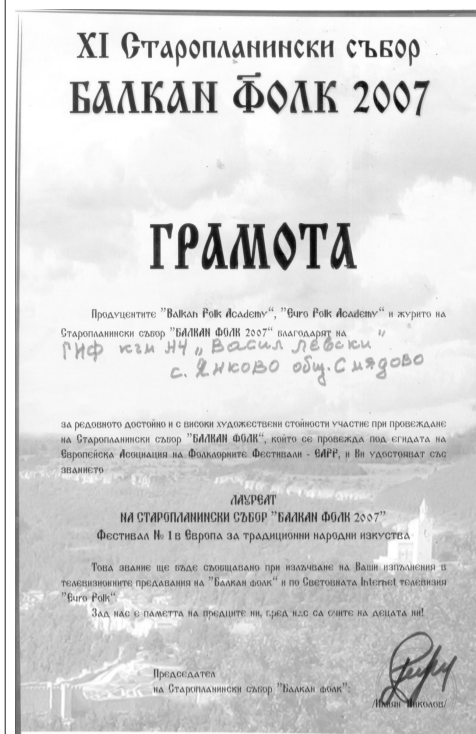 XI Старопланински събор
БАЛКАН ФОЛК 2007
ГРАМОТА
Продуцентите "Balkan Folk Academy", "Euro Folk Academy" и журито на
Старопланински събор "БАЛКАН ФОЛК 2007" благодарят на
ГИФ към НЧ „Васил Левски"
с. Янково общ. Смядово
за редовното достойно и с високи художествени стойности участие при провеждане
на Старопланински събор "БАЛКАН ФОЛК", който се провежда под егидата на
Европейска Асоциация на Фолклорните Фестивали - EAFF, и Ви удостояват със
званието
ЛАУРЕАТ
НА СТАРОПЛАНИНСКИ СЪБОР "БАЛКАН ФОЛК 2007"
Фестивал № 1 в Европа за традиционни народни изкуства
Това звание ще бъде съобщавано при излъчване на Ваши изпълнения в
телевизионните предавания на "Балкан фолк" и по Световната Internet телевизия
"Euro Folk".
Зад нас е паметта на предците ни, пред нас са очите на децата ни!
Председател
на Старопланински събор "Балкан фолк":
/Илиян Николов/